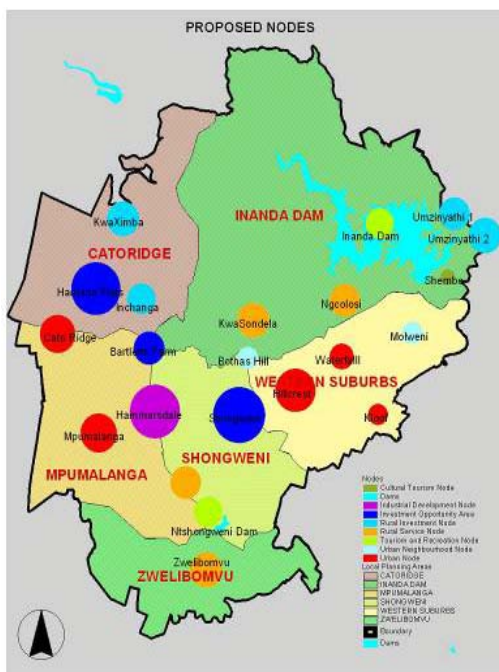 PROPOSED NODES
KwaXimba
INANDA DAM
Umzinyathi 1
Inanda Dam
Umzinyathi 2
CATORIDGE
Shembe
Inchanga
Ngcolosi
KwaSondela
Cato Ridge
Molweni
Bartlett Farm
Bothas Hill
Waterfall
WESTERN SUBURBS
Hillcrest
Hammarsdale
Kloof
Mpumalanga
SHONGWENI
MPUMALANGA
Ntshongweni Dam
Zwelibomvu
ZWELIBOMVU
Nodes
Cultural Tourism Node
Dams
Industrial Development Node
Investment Opportunity Area
Rural Investment Node
Rural Service Node
Tourism and Recreation Node
Urban Neighbourhood Node
Urban Node
Local Planning Areas
CATORIDGE
INANDA DAM
MPUMALANGA
SHONGWENI
WESTERN SUBURBS
ZWELIBOMVU
Boundary
Dams